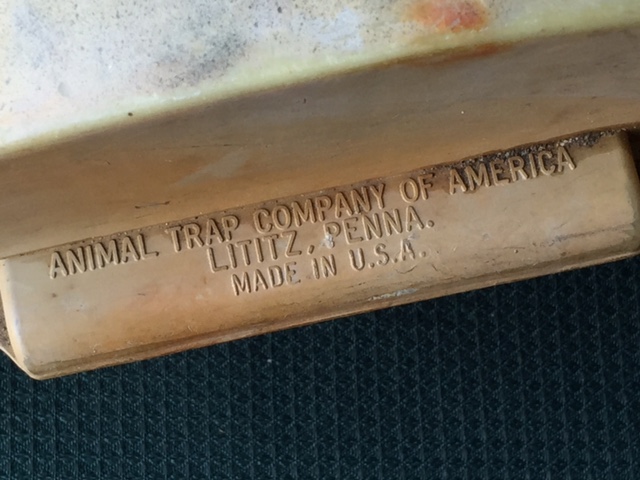 ANIMAL TRAP COMPANY OF AMERICA
LITITZ, PENNA.
MADE IN U.S.A.